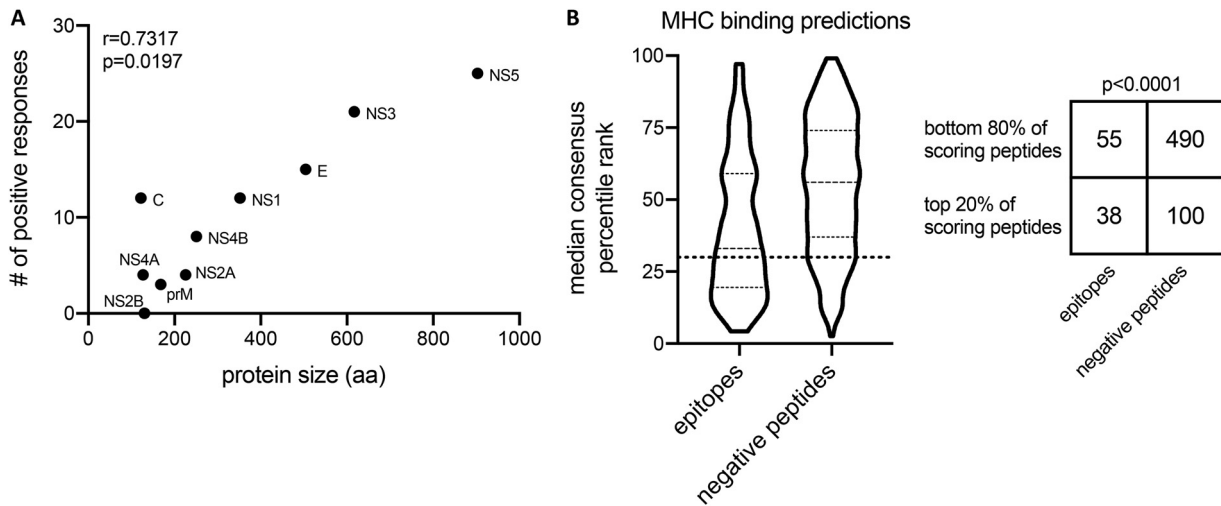 A
r=0.7317
p=0.0197
# of positive responses
30
20
10
0
NS5
NS3
E
C
NS1
NS4B
NS4A
NS2A
prM
NS2B
0
200
400
600
800
1000
protein size (aa)
B
MHC binding predictions
median consensus
percentile rank
100
75
50
25
0
epitopes
negative peptides
p<0.0001
bottom 80% of
scoring peptides
55
490
top 20% of
scoring peptides
38
100
epitopes
negative peptides